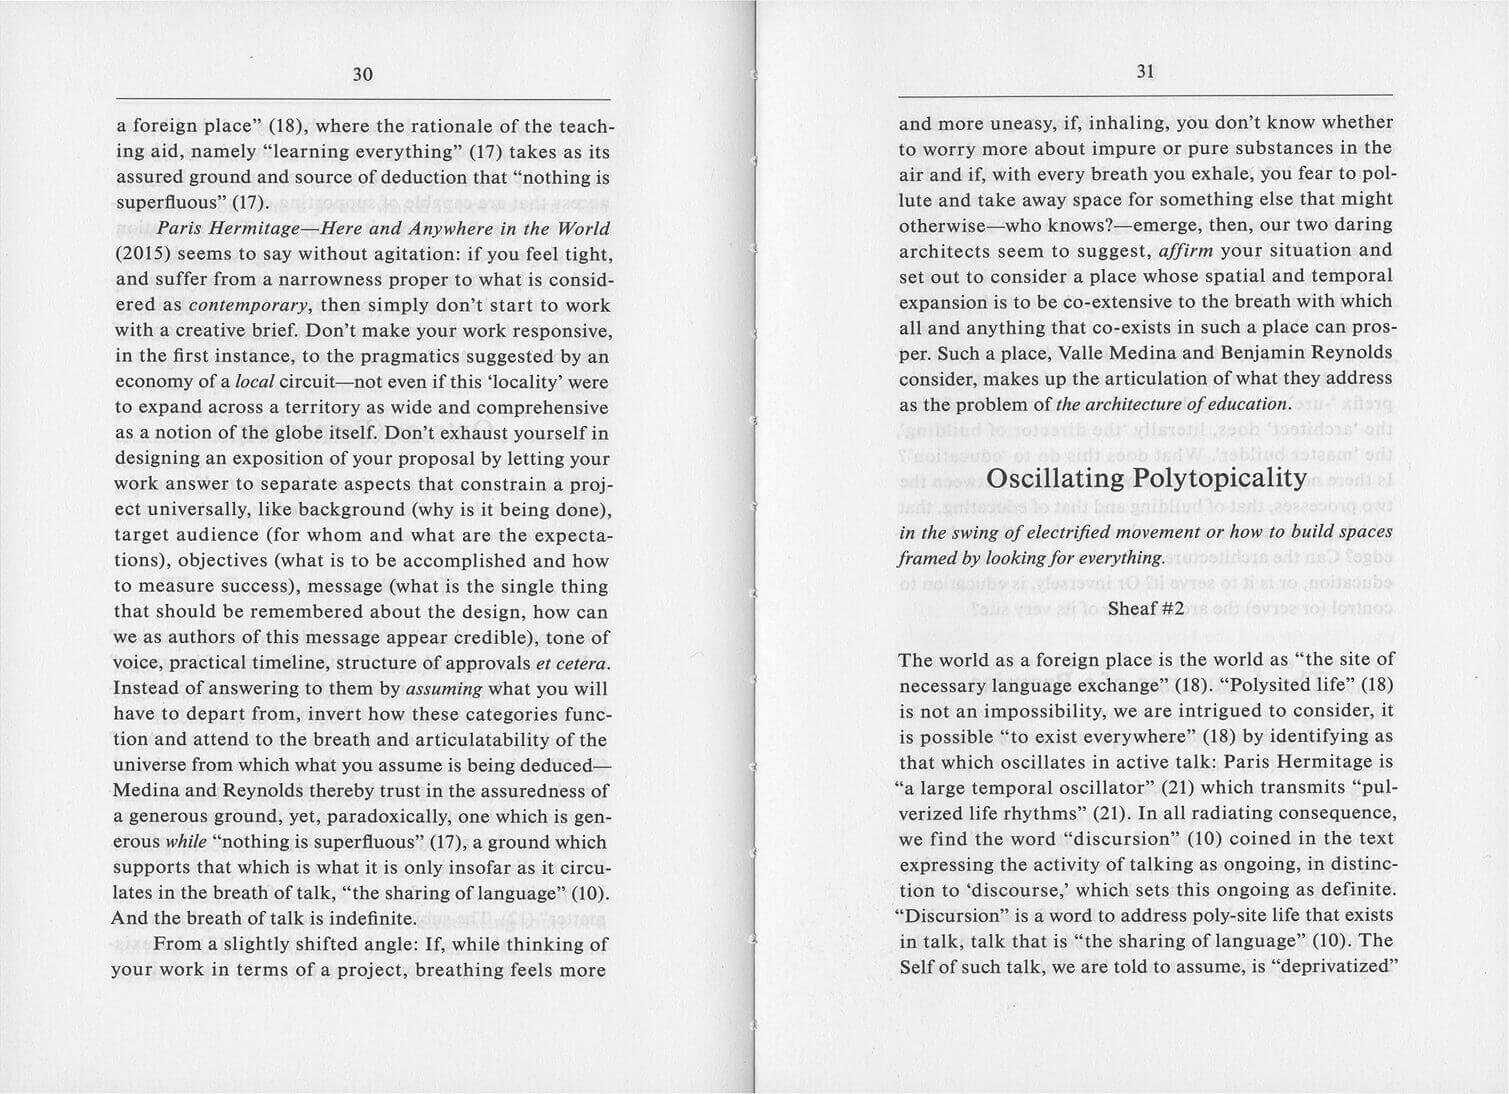 30
a foreign place” (18), where the rationale of the teach-
ing aid, namely “learning everything” (17) takes as its
assured ground and source of deduction that “nothing is
superfluous” (17).
Paris Hermitage—Here and Anywhere in the World
(2015) seems to say without agitation: if you feel tight,
and suffer from a narrowness proper to what is consid-
ered as contemporary, then simply don’t start to work
with a creative brief. Don’t make your work responsive,
in the first instance, to the pragmatics suggested by an
economy of a local circuit—not even if this ‘locality’ were
to expand across a territory as wide and comprehensive
as a notion of the globe itself. Don’t exhaust yourself in
designing an exposition of your proposal by letting your
work answer to separate aspects that constrain a proj-
ect universally, like background (why is it being done),
target audience (for whom and what are the expecta-
tions), objectives (what is to be accomplished and how
to measure success), message (what is the single thing
that should be remembered about the design, how can
we as authors of this message appear credible), tone of
voice, practical timeline, structure of approvals et cetera.
Instead of answering to them by assuming what you will
have to depart from, invert how these categories func-
tion and attend to the breath and articulatability of the
universe from which what you assume is being deduced—
Medina and Reynolds thereby trust in the assuredness of
a generous ground, yet, paradoxically, one which is gen-
erous while “nothing is superfluous” (17), a ground which
supports that which is what it is only insofar as it circu-
lates in the breath of talk, “the sharing of language” (10).
And the breath of talk is indefinite.
From a slightly shifted angle: If, while thinking of
your work in terms of a project, breathing feels more
31
and more uneasy, if, inhaling, you don’t know whether
to worry more about impure or pure substances in the
air and if, with every breath you exhale, you fear to pol-
lute and take away space for something else that might
otherwise—who knows?—emerge, then, our two daring
architects seem to suggest, affirm your situation and
set out to consider a place whose spatial and temporal
expansion is to be co-extensive to the breath with which
all and anything that co-exists in such a place can pros-
per. Such a place, Valle Medina and Benjamin Reynolds
consider, makes up the articulation of what they address
as the problem of the architecture of education.
Oscillating Polytopicality
in the swing of electrified movement or how to build spaces
framed by looking for everything.
Sheaf #2
The world as a foreign place is the world as “the site of
necessary language exchange” (18). “Polysited life” (18)
is not an impossibility, we are intrigued to consider, it
is possible “to exist everywhere” (18) by identifying as
that which oscillates in active talk: Paris Hermitage is
“a large temporal oscillator” (21) which transmits “pul-
verized life rhythms” (21). In all radiating consequence,
we find the word “discursion” (10) coined in the text
expressing the activity of talking as ongoing, in distinc-
tion to ‘discourse,’ which sets this ongoing as definite.
“Discursion” is a word to address poly-site life that exists
in talk, talk that is “the sharing of language” (10). The
Self of such talk, we are told to assume, is “deprivatized”